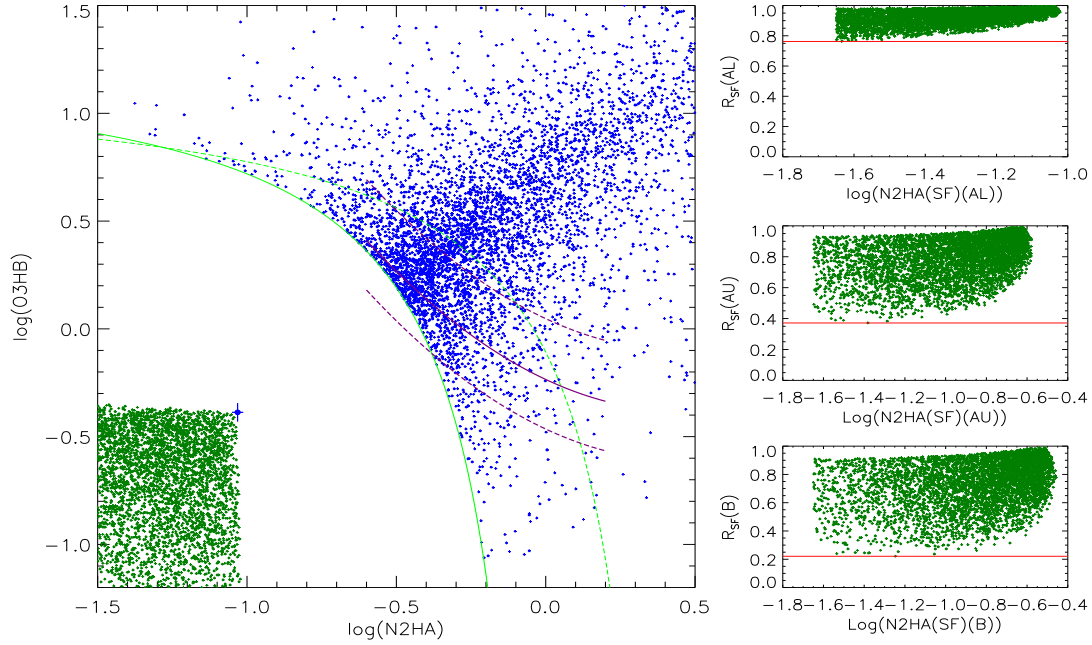 1.5
1.0
0.5
0.0
−0.5
−1.0
log(O3HB)
−1.5 −1.0 −0.5 0.0 0.5
log(N2HA)
1.0
0.8
0.6
0.4
0.2
0.0
R_SF(AL)
−1.8 −1.6 −1.4 −1.2 −1.0
log(N2HA(SF)(AL))
1.0
0.8
0.6
0.4
0.2
0.0
R_SF(AU)
−1.8 −1.6 −1.4 −1.2 −1.0 −0.8 −0.6 −0.4
Log(N2HA(SF)(AU))
1.0
0.8
0.6
0.4
0.2
0.0
R_SF(B)
−1.8 −1.6 −1.4 −1.2 −1.0 −0.8 −0.6 −0.4
Log(N2HA(SF)(B))